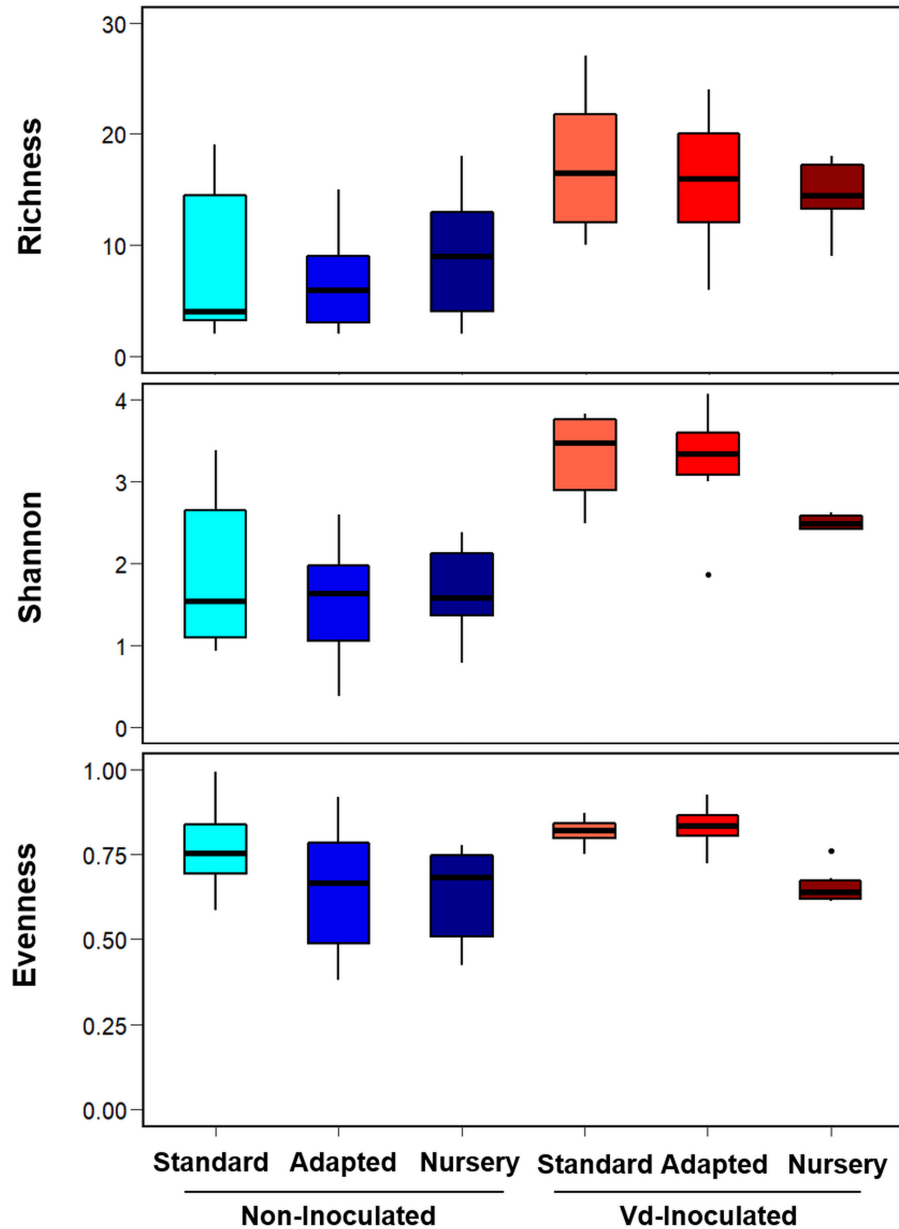 Richness
30
20
10
0
Shannon
4
3
2
1
0
Evenness
1.00
0.75
0.50
0.25
0.00
Standard Adapted Nursery Standard Adapted Nursery
Non-Inoculated Vd-Inoculated